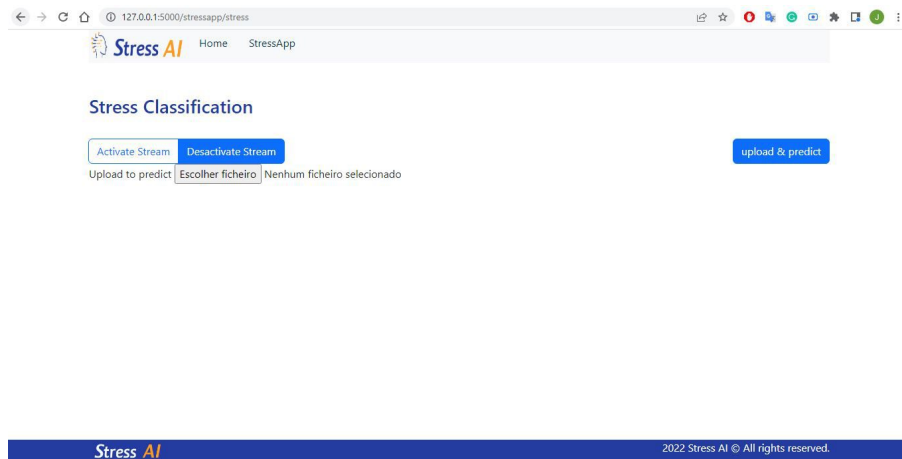 127.0.0.1:5000/stressapp/stress
J
Stress AI Home StressApp
Stress Classification
Activate Stream Desactivate Stream upload & predict
Upload to predict Escolher ficheiro Nenhum ficheiro selecionado
Stress AI 2022 Stress AI © All rights reserved.